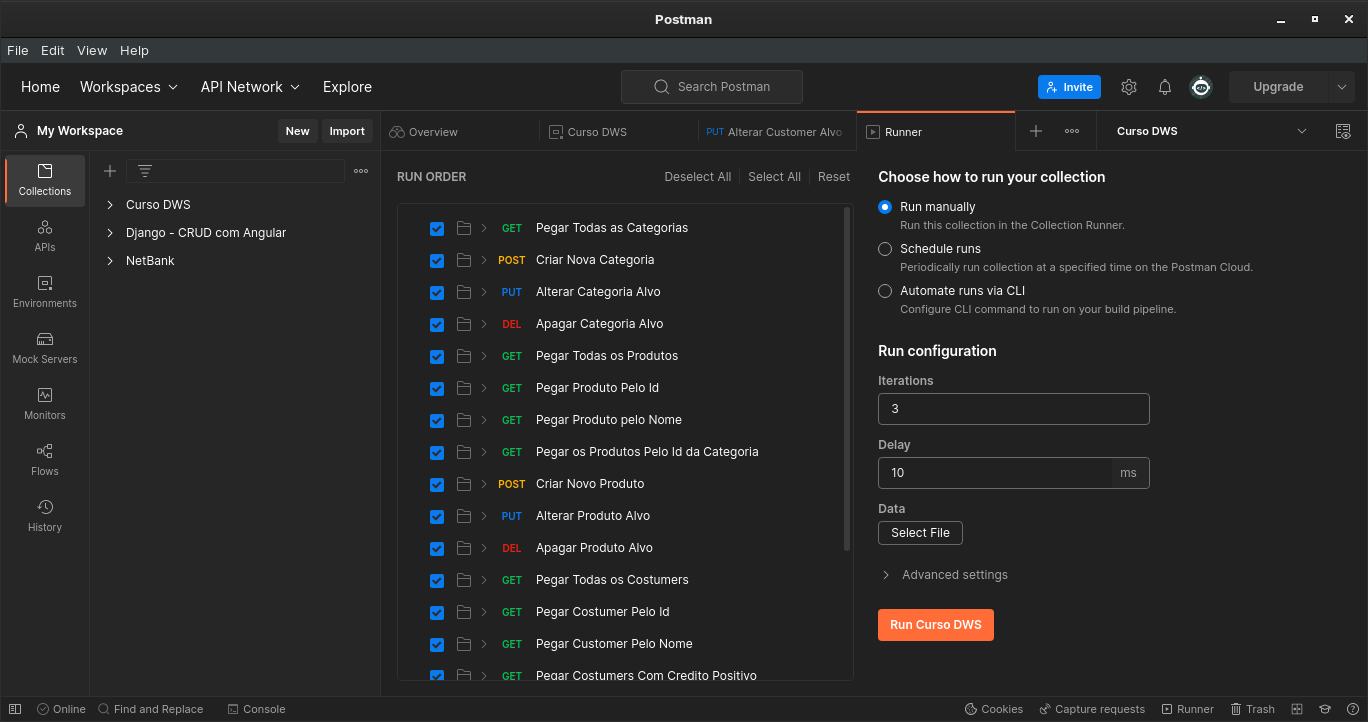 Postman
File Edit View Help
Home Workspaces API Network Explore Search Postman Invite Upgrade
My Workspace New Import
Overview Curso DWS PUT Alterar Customer Alvo Runner Curso DWS
Collections
APIs
Environments
Mock Servers
Monitors
Flows
History
Curso DWS
Django - CRUD com Angular
NetBank
RUN ORDER Deselect All Select All Reset
GET Pegar Todas as Categorias
POST Criar Nova Categoria
PUT Alterar Categoria Alvo
DEL Apagar Categoria Alvo
GET Pegar Todas os Produtos
GET Pegar Produto Pelo Id
GET Pegar Produto pelo Nome
GET Pegar os Produtos Pelo Id da Categoria
POST Criar Novo Produto
PUT Alterar Produto Alvo
DEL Apagar Produto Alvo
GET Pegar Todas os Costumers
GET Pegar Costumer Pelo Id
GET Pegar Customer Pelo Nome
GET Pegar Costumers Com Credito Positivo
Choose how to run your collection
Run manually
Run this collection in the Collection Runner.
Schedule runs
Periodically run collection at a specified time on the Postman Cloud.
Automate runs via CLI
Configure CLI command to run on your build pipeline.
Run configuration
Iterations
3
Delay
10 ms
Data
Select File
Advanced settings
Run Curso DWS
Online Find and Replace Console Cookies Capture requests Runner Trash